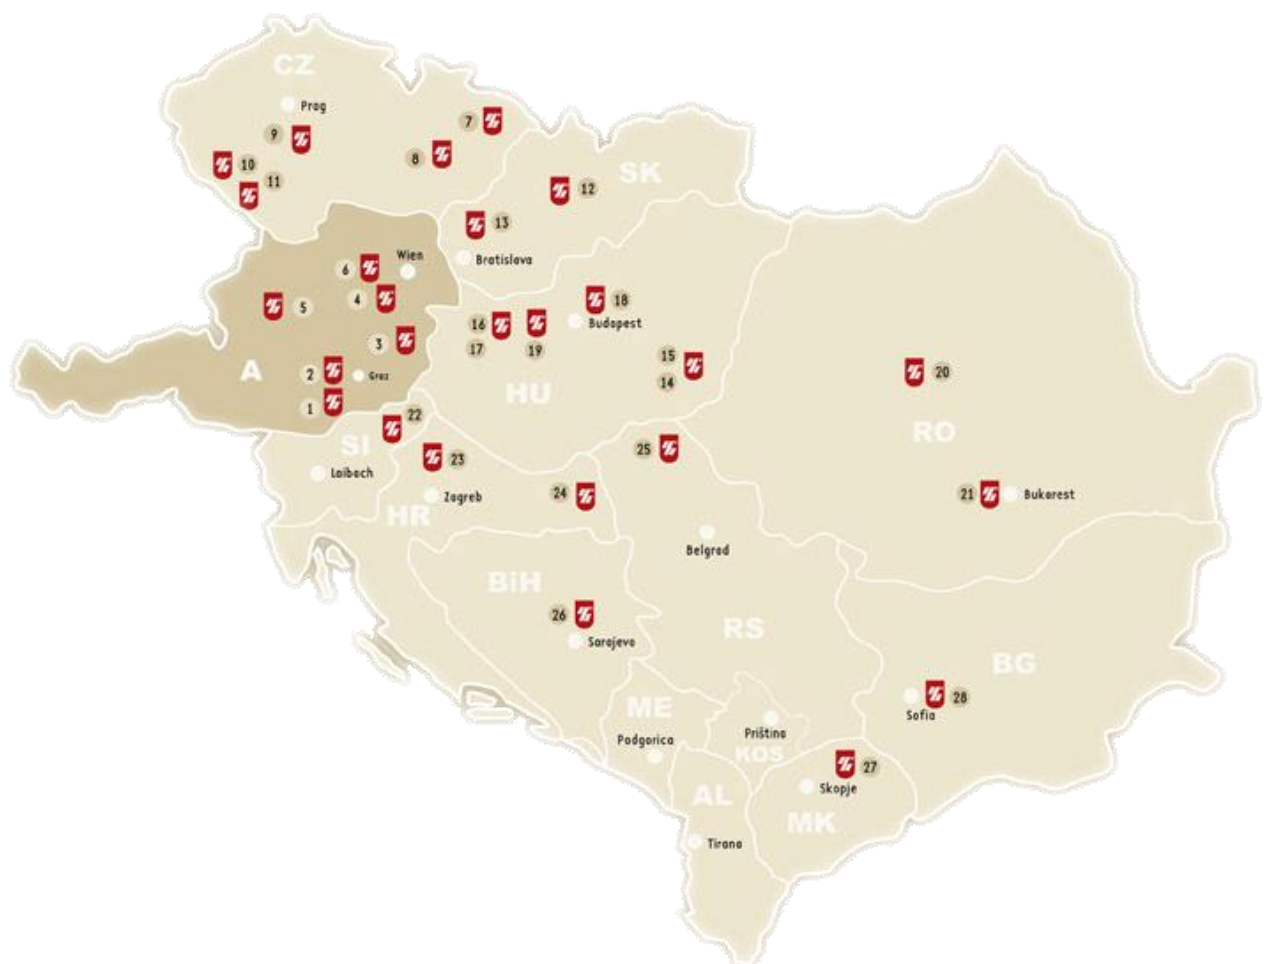 CZ
Prag
7
9
8
10
11
SK
12
13
Wien
Bratislava
6
4
5
18
16
Budapest
3
17
19
15
20
A
2
Graz
14
HU
1
22
RO
SI
25
23
Laibach
24
21
Bukarest
Zagreb
HR
Belgrad
BiH
26
RS
Sarajevo
BG
28
ME
Sofia
Priština
Podgorica
KOS
27
Skopje
AL
MK
Tirana